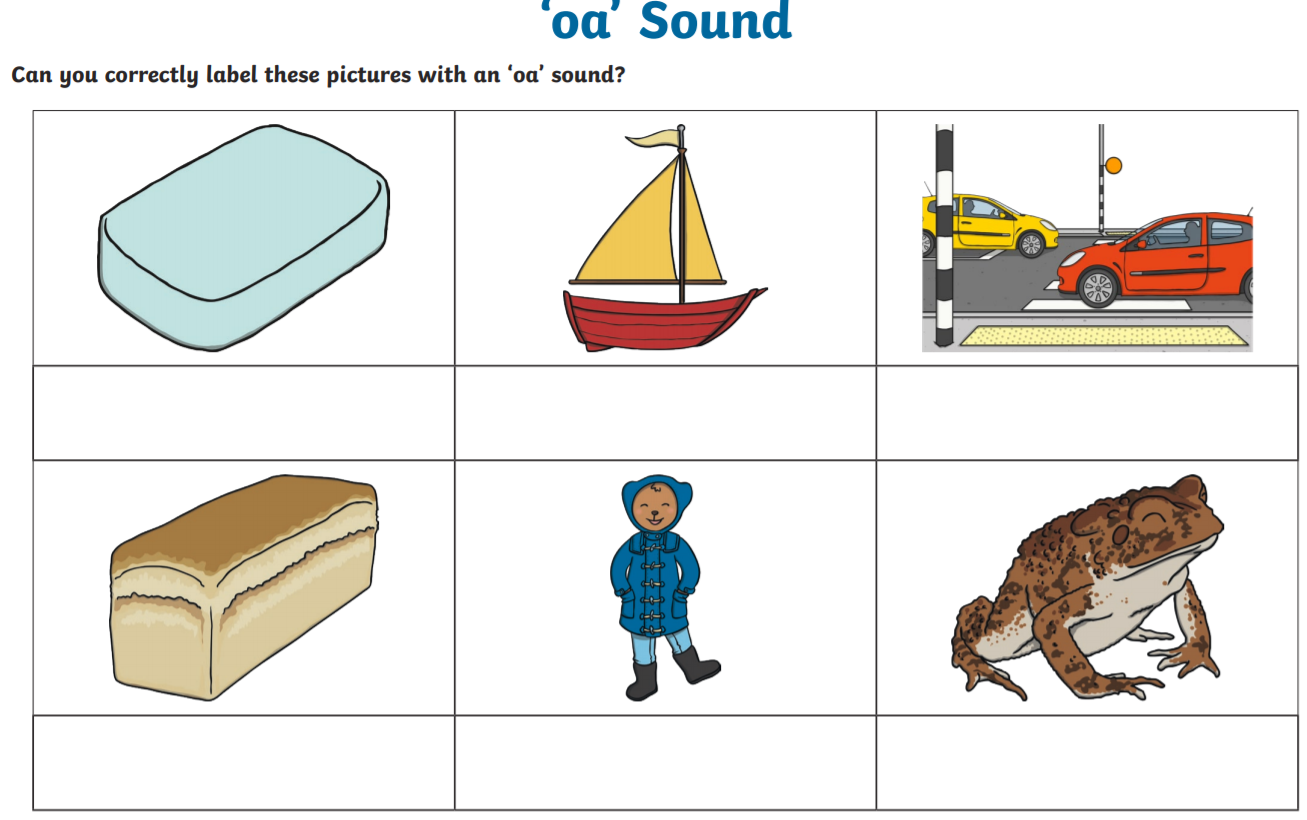 ‘oa’ Sound
Can you correctly label these pictures with an ‘oa’ sound?